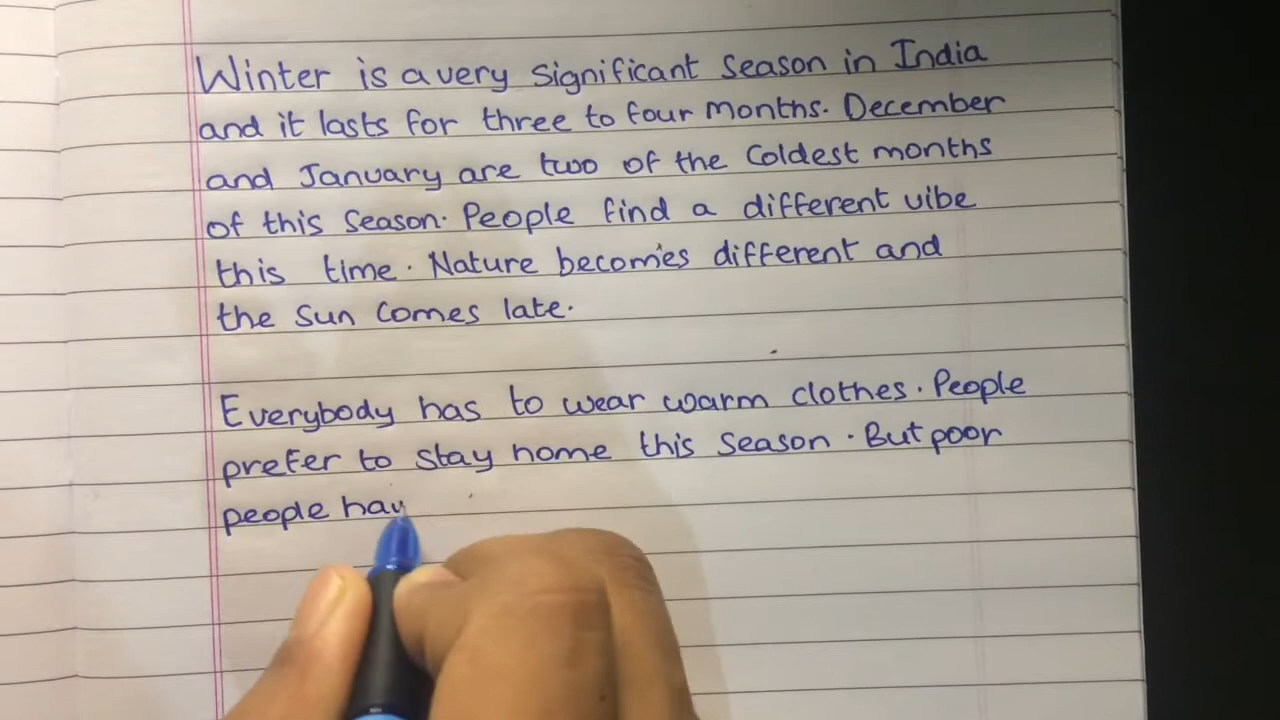 Winter is a very significant season in India
and it lasts for three to four months. December
and January are two of the coldest months
of this season. People find a different vibe
this time. Nature becomes different and
the sun comes late.
Everybody has to wear warm clothes. People
prefer to stay home this season. But poor
people hav